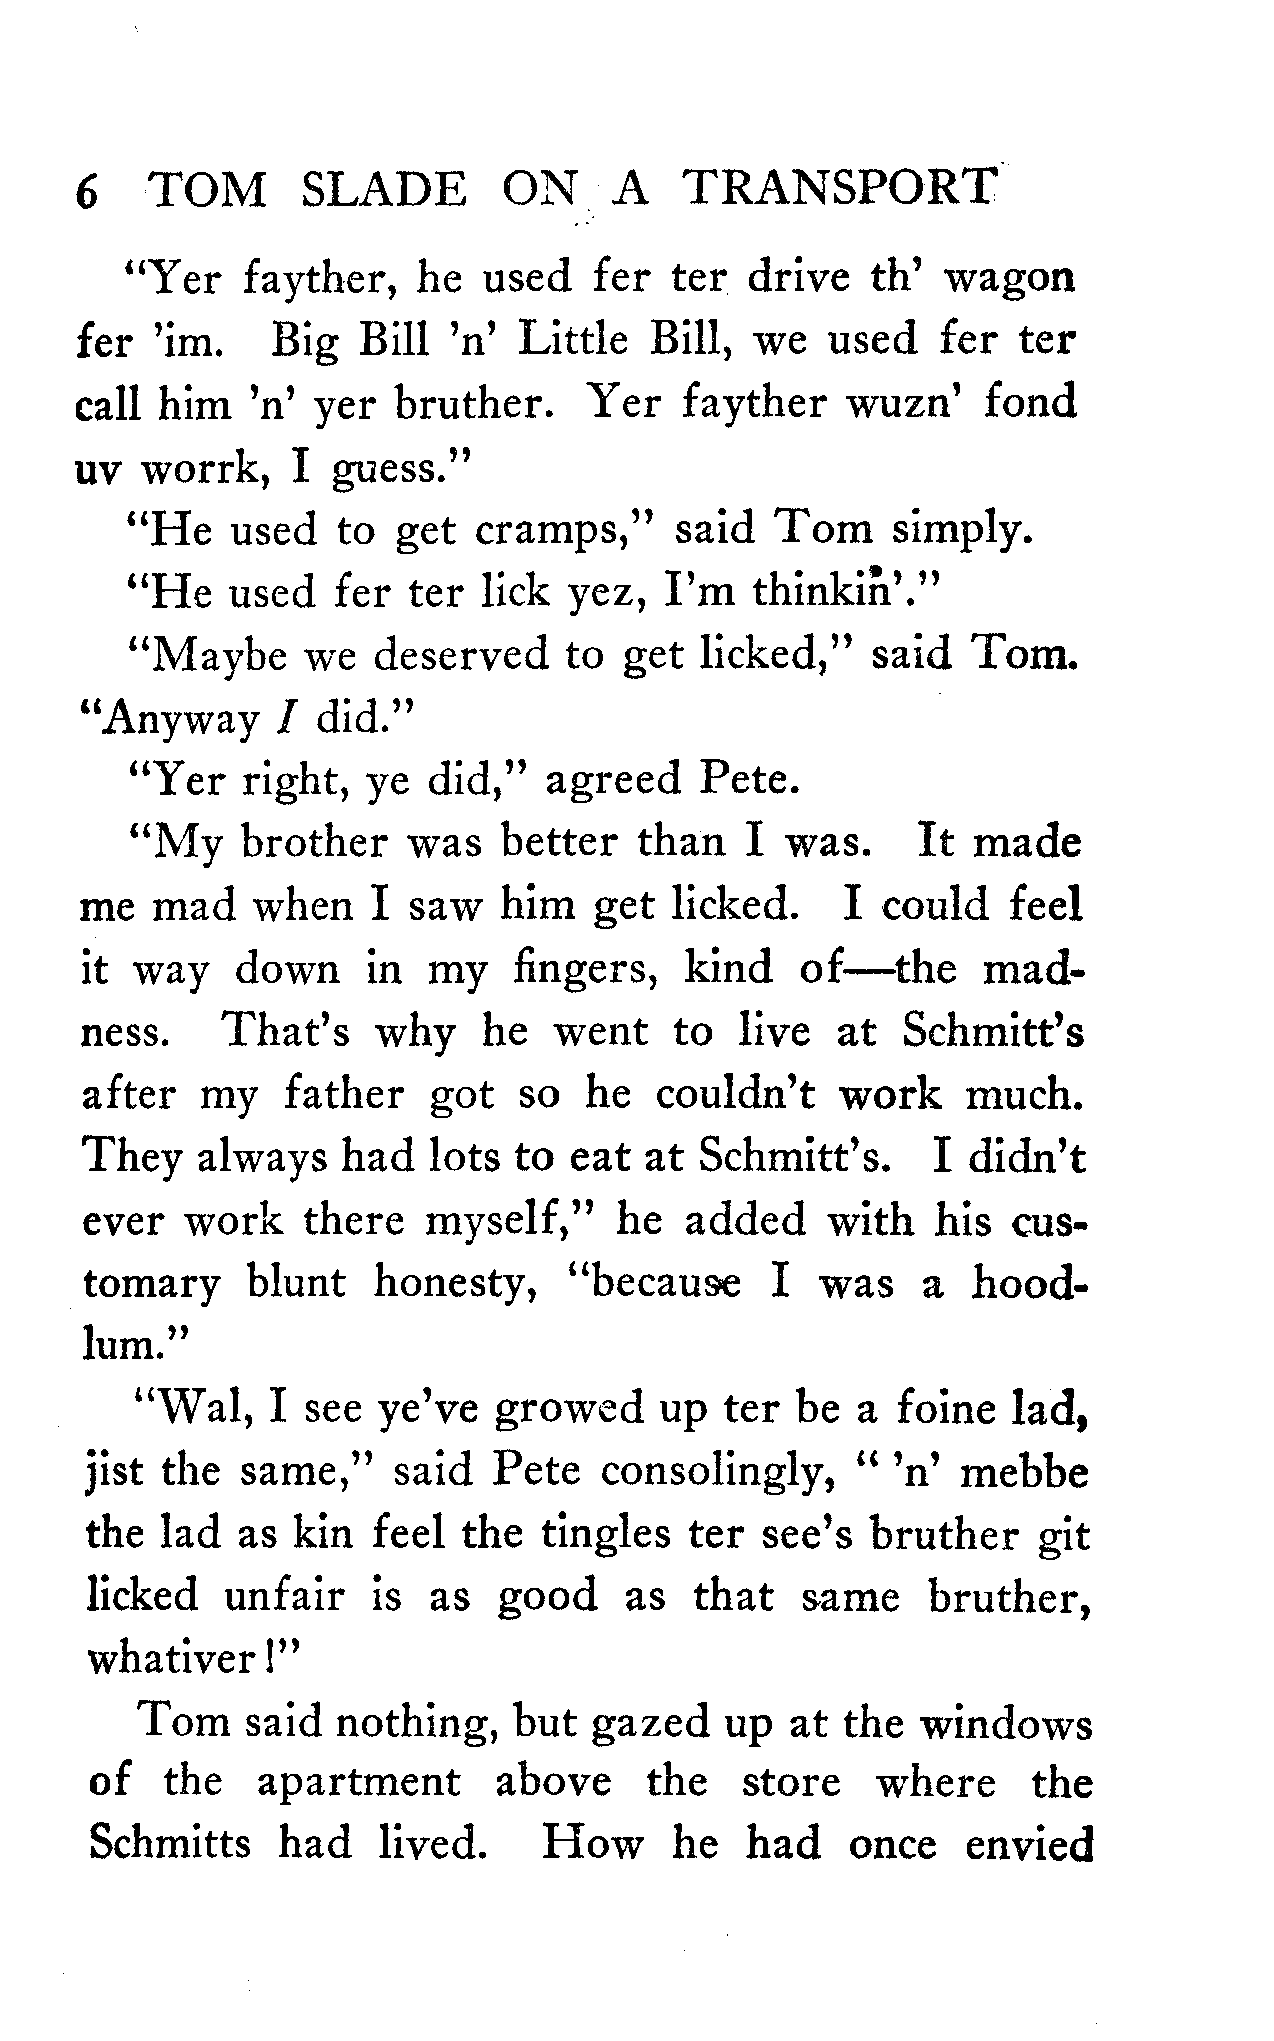 6 TOM SLADE ON A TRANSPORT
“Yer fayther, he used fer ter drive th’ wagon
fer ’im. Big Bill ’n’ Little Bill, we used fer ter
call him ’n’ yer bruther. Yer fayther wuzn’ fond
uv worrk, I guess.”
“He used to get cramps,” said Tom simply.
“He used fer ter lick yez, I’m thinkin’.”
“Maybe we deserved to get licked,” said Tom.
“Anyway I did.”
“Yer right, ye did,” agreed Pete.
“My brother was better than I was. It made
me mad when I saw him get licked. I could feel
it way down in my fingers, kind of—the mad-
ness. That’s why he went to live at Schmitt’s
after my father got so he couldn’t work much.
They always had lots to eat at Schmitt’s. I didn’t
ever work there myself,” he added with his cus-
tomary blunt honesty, “because I was a hood-
lum.”
“Wal, I see ye’ve growed up ter be a foine lad,
jist the same,” said Pete consolingly, “ ’n’ mebbe
the lad as kin feel the tingles ter see’s bruther git
licked unfair is as good as that same bruther,
whativer!”
Tom said nothing, but gazed up at the windows
of the apartment above the store where the
Schmitts had lived. How he had once envied